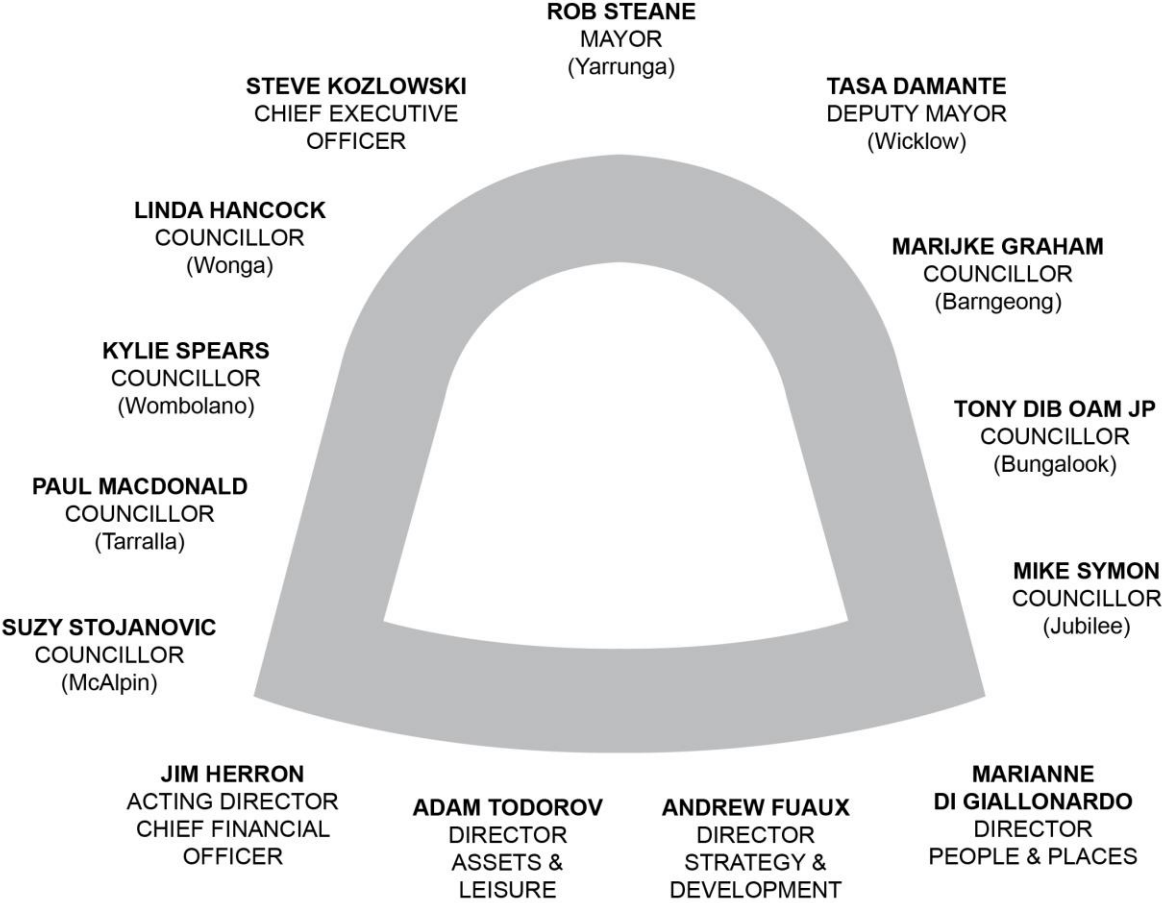 ROB STEANE
MAYOR
(Yarrunga)
STEVE KOZLOWSKI
CHIEF EXECUTIVE
OFFICER
TASA DAMANTE
DEPUTY MAYOR
(Wicklow)
LINDA HANCOCK
COUNCILLOR
(Wonga)
MARIJKE GRAHAM
COUNCILLOR
(Barngeong)
KYLIE SPEARS
COUNCILLOR
(Wombolano)
TONY DIB OAM JP
COUNCILLOR
(Bungalook)
PAUL MACDONALD
COUNCILLOR
(Tarralla)
MIKE SYMON
COUNCILLOR
(Jubilee)
SUZY STOJANOVIC
COUNCILLOR
(McAlpin)
JIM HERRON
ACTING DIRECTOR
CHIEF FINANCIAL
OFFICER
ADAM TODOROV
DIRECTOR
ASSETS &
LEISURE
ANDREW FUAUX
DIRECTOR
STRATEGY &
DEVELOPMENT
MARIANNE
DI GIALLONARDO
DIRECTOR
PEOPLE & PLACES